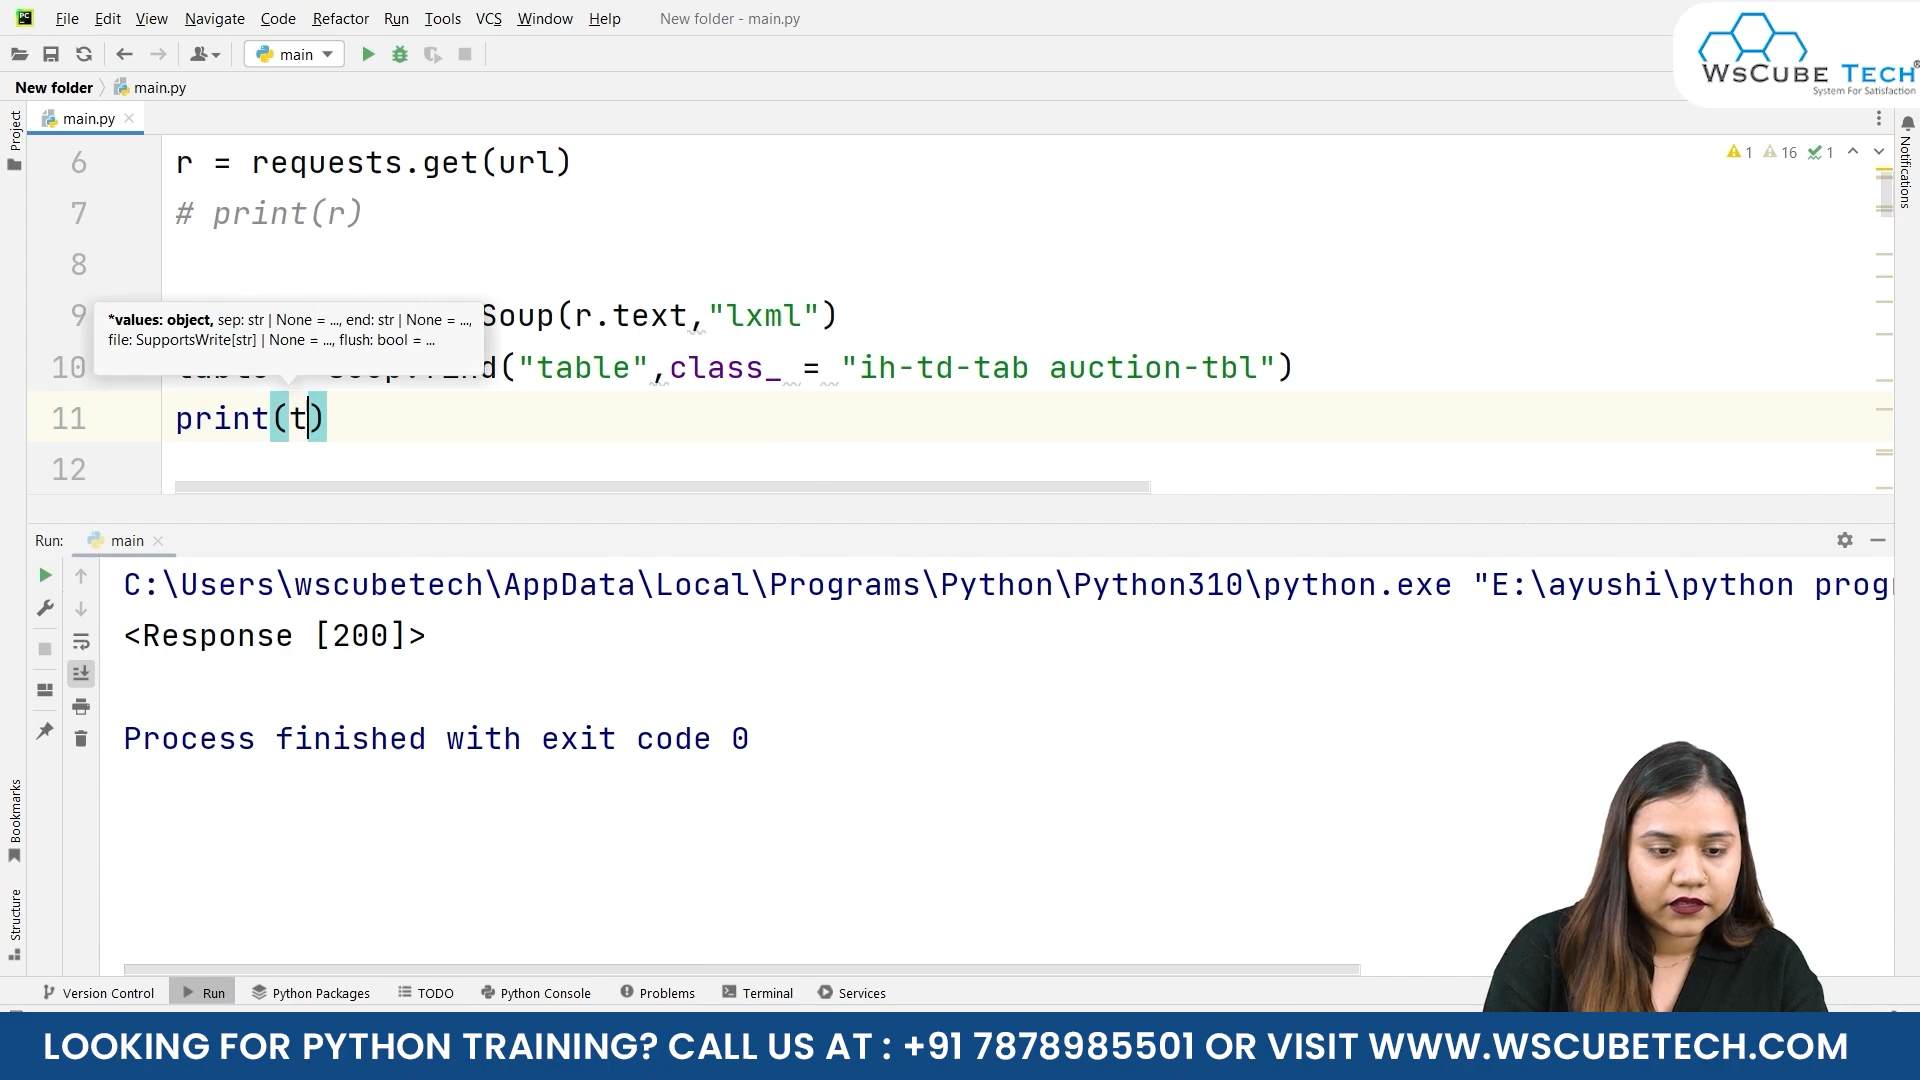 File Edit View Navigate Code Refactor Run Tools VCS Window Help New folder - main.py
main
WSCUBE TECH®
System For Satisfaction
New folder main.py
main.py
Project
Notifications
1 16 1
6 r = requests.get(url)
7 # print(r)
8
9 Soup(r.text,"lxml")
*values: object, sep: str | None = ..., end: str | None = ...,
file: SupportsWrite[str] | None = ..., flush: bool = ...
10 ("table",class_ = "ih-td-tab auction-tbl")
11 print(t)
12
Run: main
C:\Users\wscubetech\AppData\Local\Programs\Python\Python310\python.exe "E:\ayushi\python prog
<Response [200]>
Process finished with exit code 0
Bookmarks
Structure
Version Control Run Python Packages TODO Python Console Problems Terminal Services
LOOKING FOR PYTHON TRAINING? CALL US AT : +91 7878985501 OR VISIT WWW.WSCUBETECH.COM